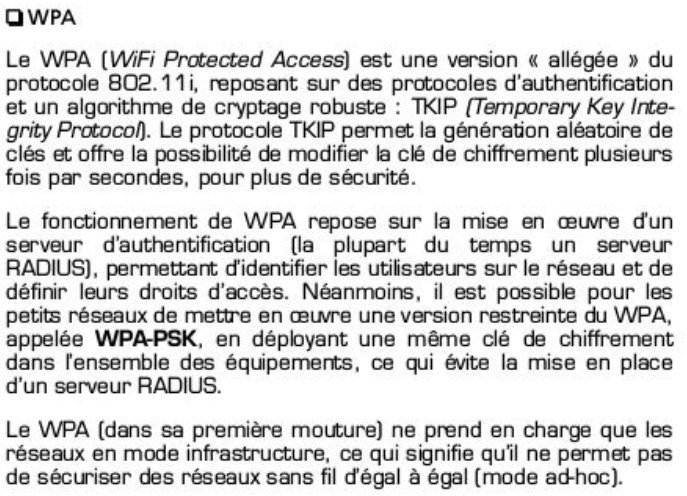 ❑ WPA
Le WPA (WiFi Protected Access) est une version « allégée » du
protocole 802.11i, reposant sur des protocoles d'authentification
et un algorithme de cryptage robuste : TKIP (Temporary Key Inte-
grity Protocol). Le protocole TKIP permet la génération aléatoire de
clés et offre la possibilité de modifier la clé de chiffrement plusieurs
fois par secondes, pour plus de sécurité.
Le fonctionnement de WPA repose sur la mise en œuvre d'un
serveur d'authentification (la plupart du temps un serveur
RADIUS), permettant d'identifier les utilisateurs sur le réseau et de
définir leurs droits d'accès. Néanmoins, il est possible pour les
petits réseaux de mettre en œuvre une version restreinte du WPA,
appelée WPA-PSK, en déployant une même clé de chiffrement
dans l'ensemble des équipements, ce qui évite la mise en place
d'un serveur RADIUS.
Le WPA (dans sa première mouture) ne prend en charge que les
réseaux en mode infrastructure, ce qui signifie qu'il ne permet pas
de sécuriser des réseaux sans fil d'égal à égal (mode ad-hoc).